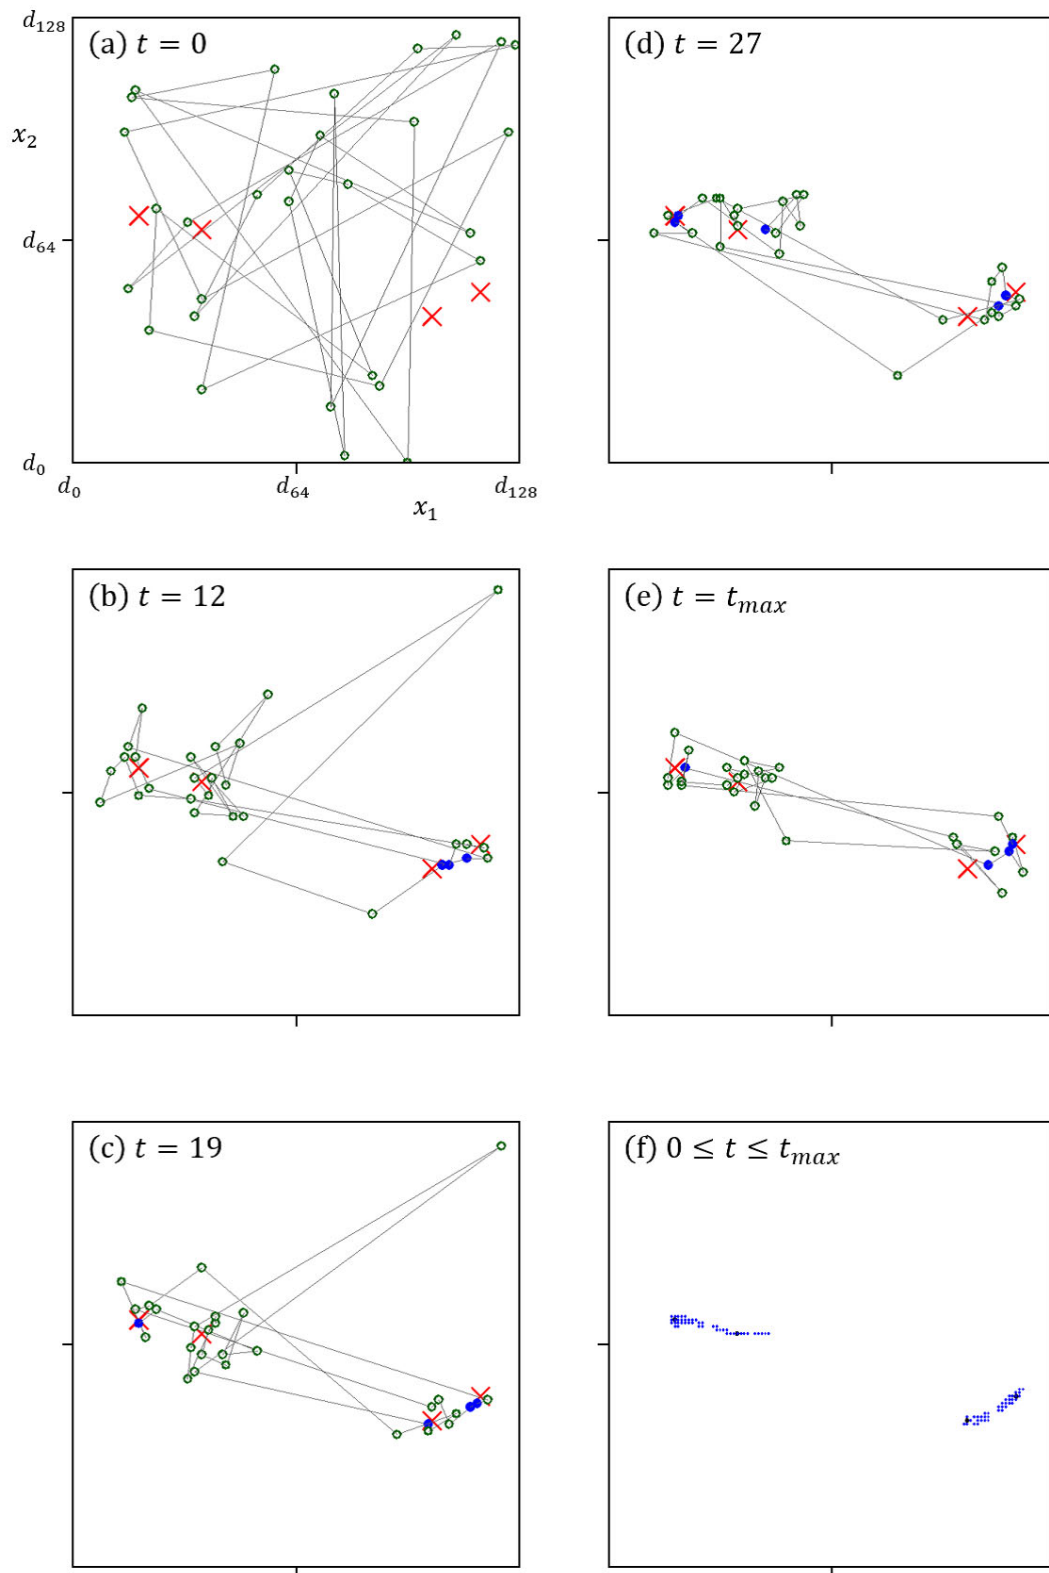 d₁₂₈
(a) t = 0
x₂
d₆₄
d₀
d₀ d₆₄ d₁₂₈
x₁
(b) t = 12
(c) t = 19
(d) t = 27
(e) t = tₘₐₓ
(f) 0 ≤ t ≤ tₘₐₓ